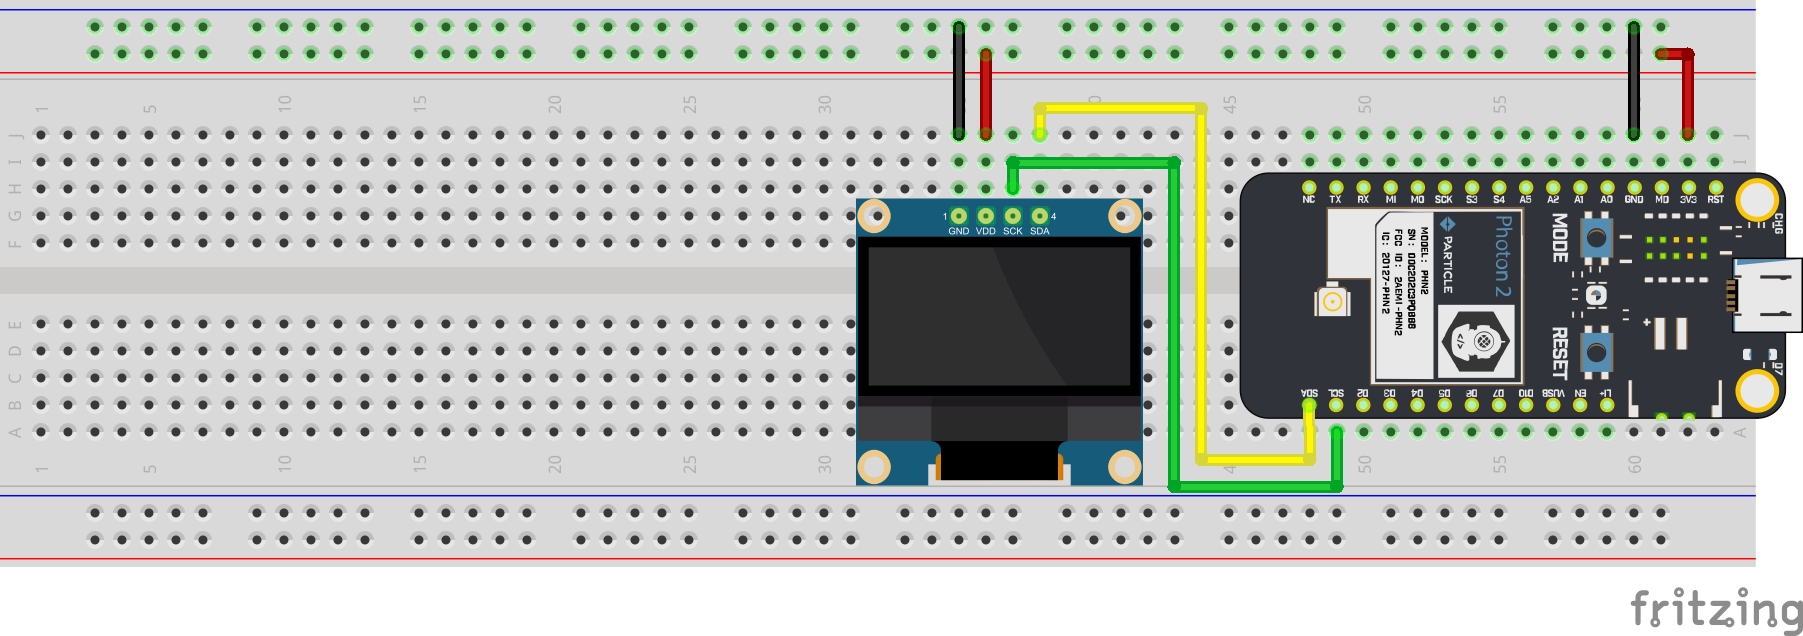 1 5 10 15 20 25 30 45 50 55
J J
I I
H
G
F
NC TX RX MI MO SCK S3 S4 A5 A2 A1 A0 GND MD 3V3 RST
CHG
1 4
GND VDD SCK SDA
MODE
Photon 2
PARTICLE
MODEL: PHN2
FCC ID: 2AEMI-PHN2
IC: 20127-PHN2
</>
RESET
+
D7
E
D
C
B
A A
SDA SCL D2 D3 D4 D5 D6 D7 D10 VUSB EN LI+
1 5 10 15 20 25 30 50 55 60
fritzing